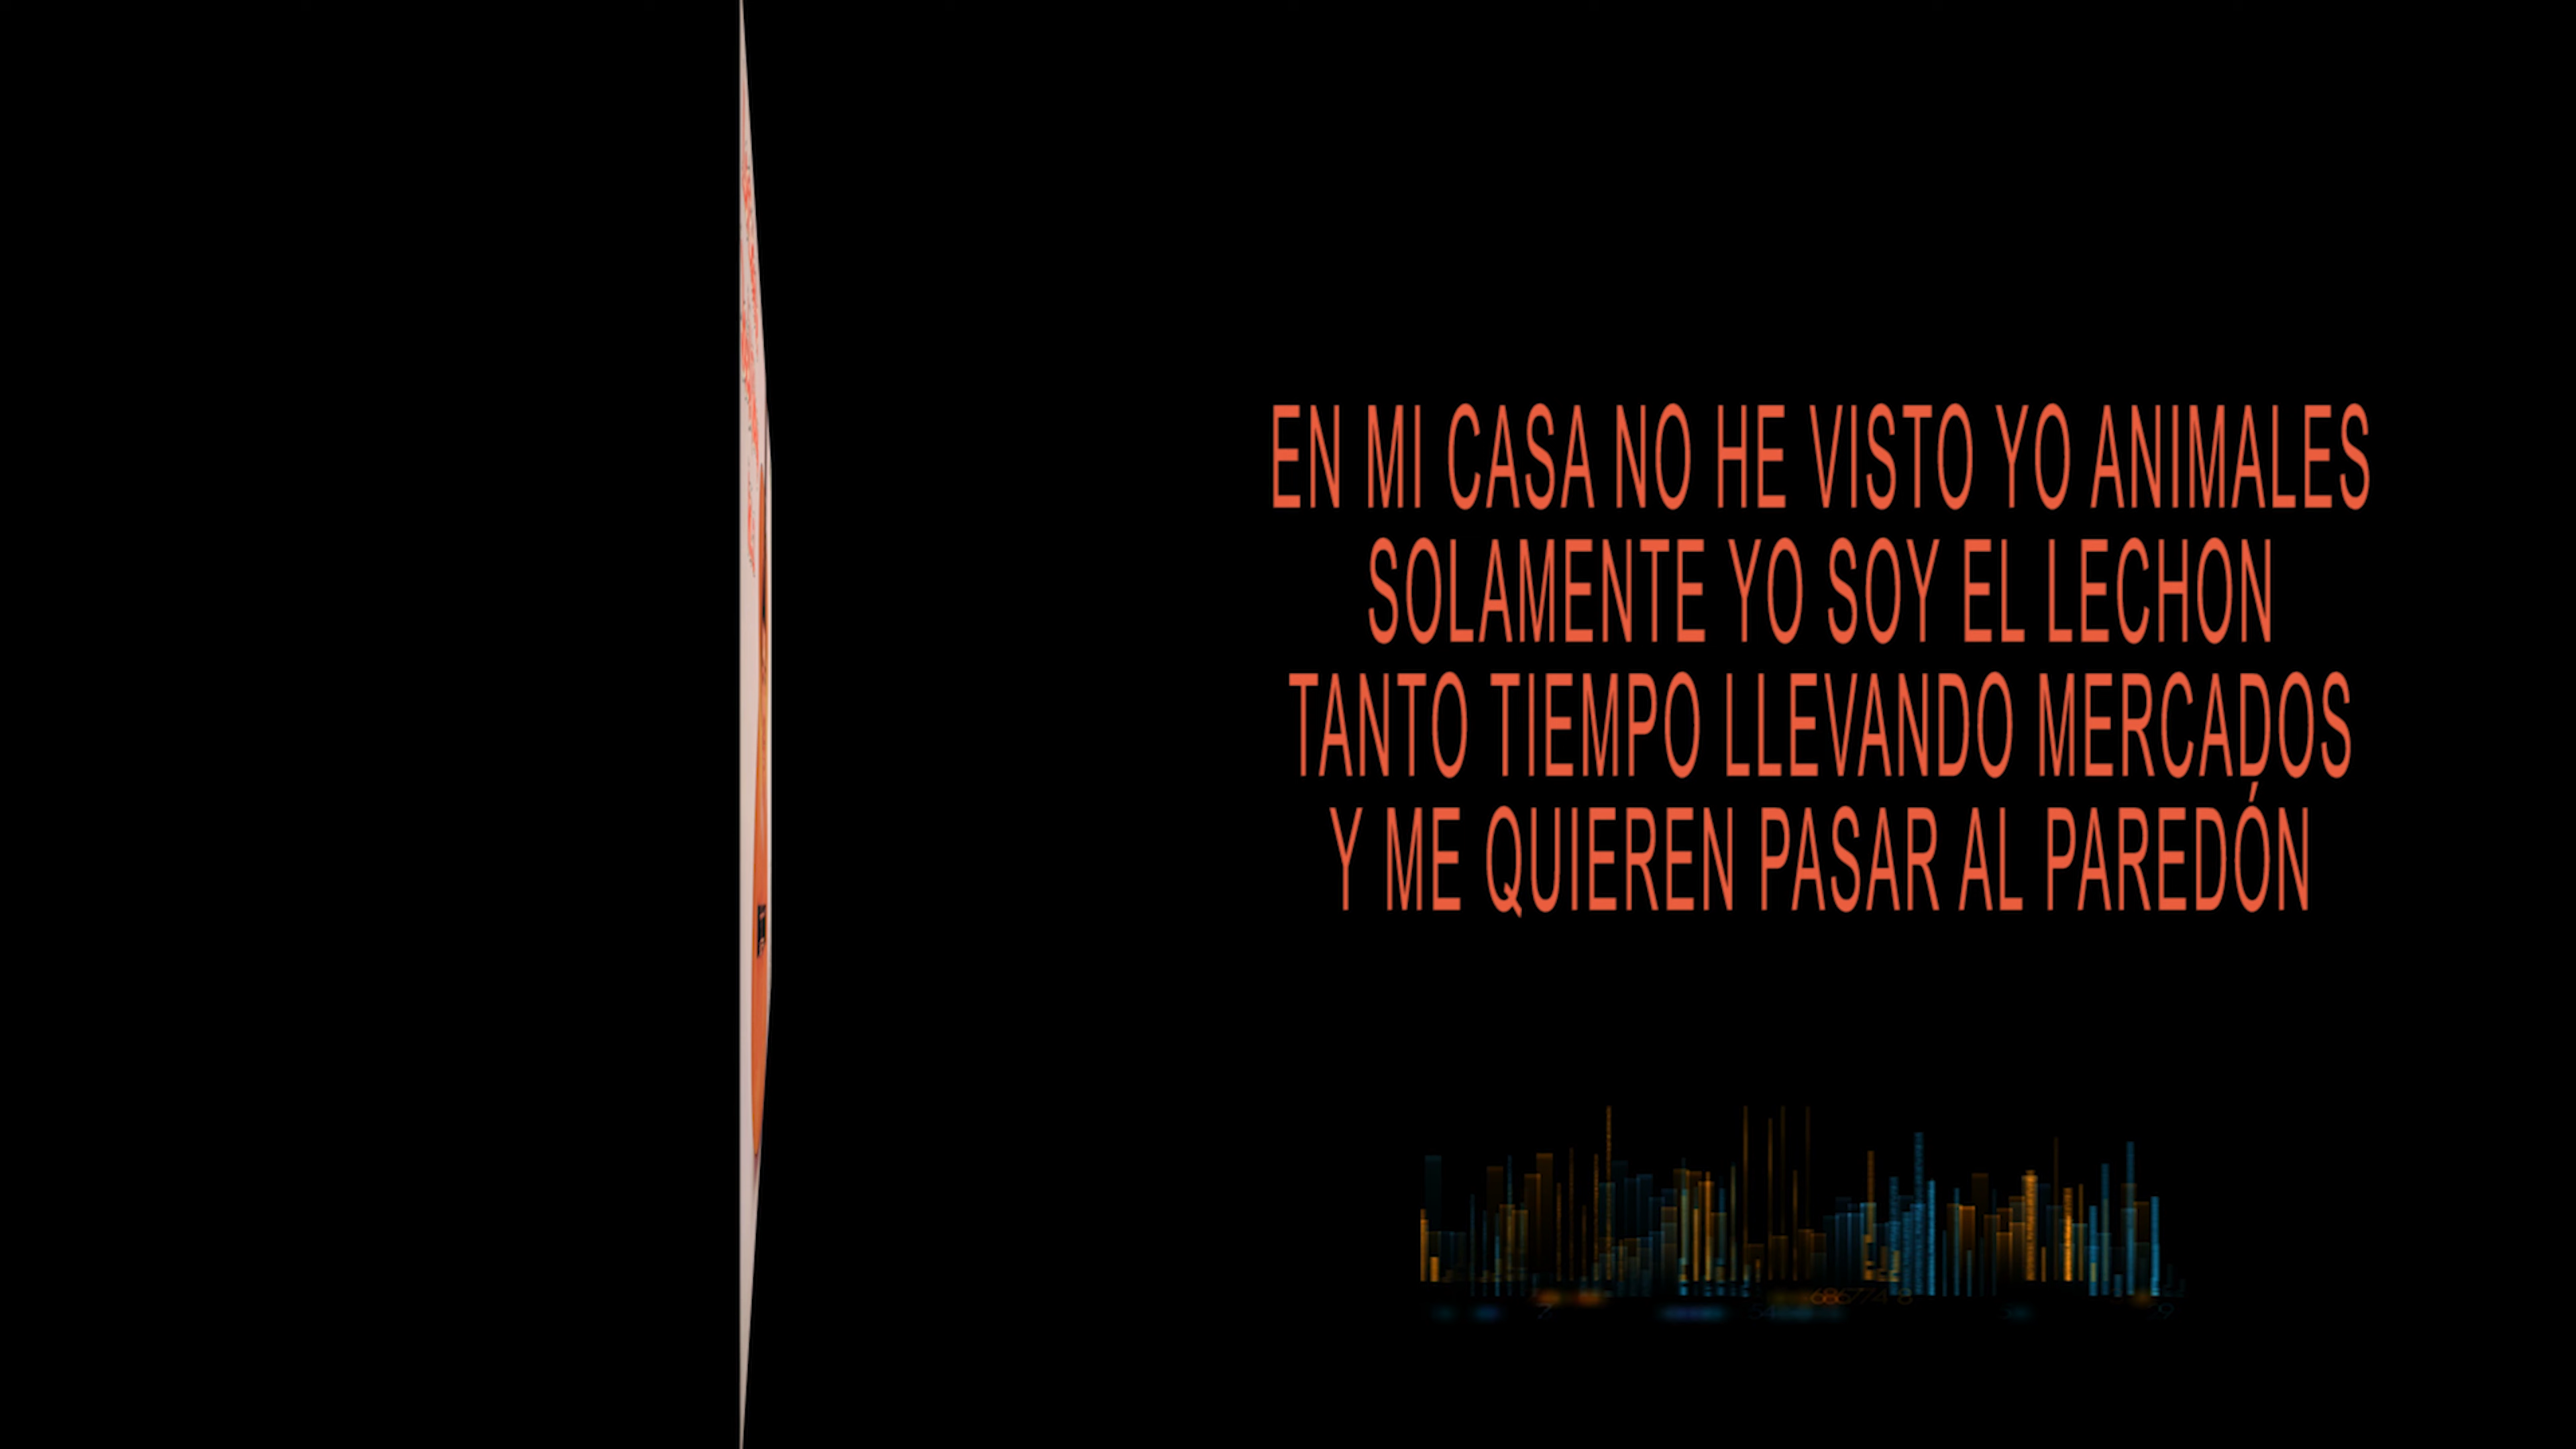 EN MI CASA NO HE VISTO YO ANIMALES
SOLAMENTE YO SOY EL LECHON
TANTO TIEMPO LLEVANDO MERCADOS
Y ME QUIEREN PASAR AL PAREDÓN